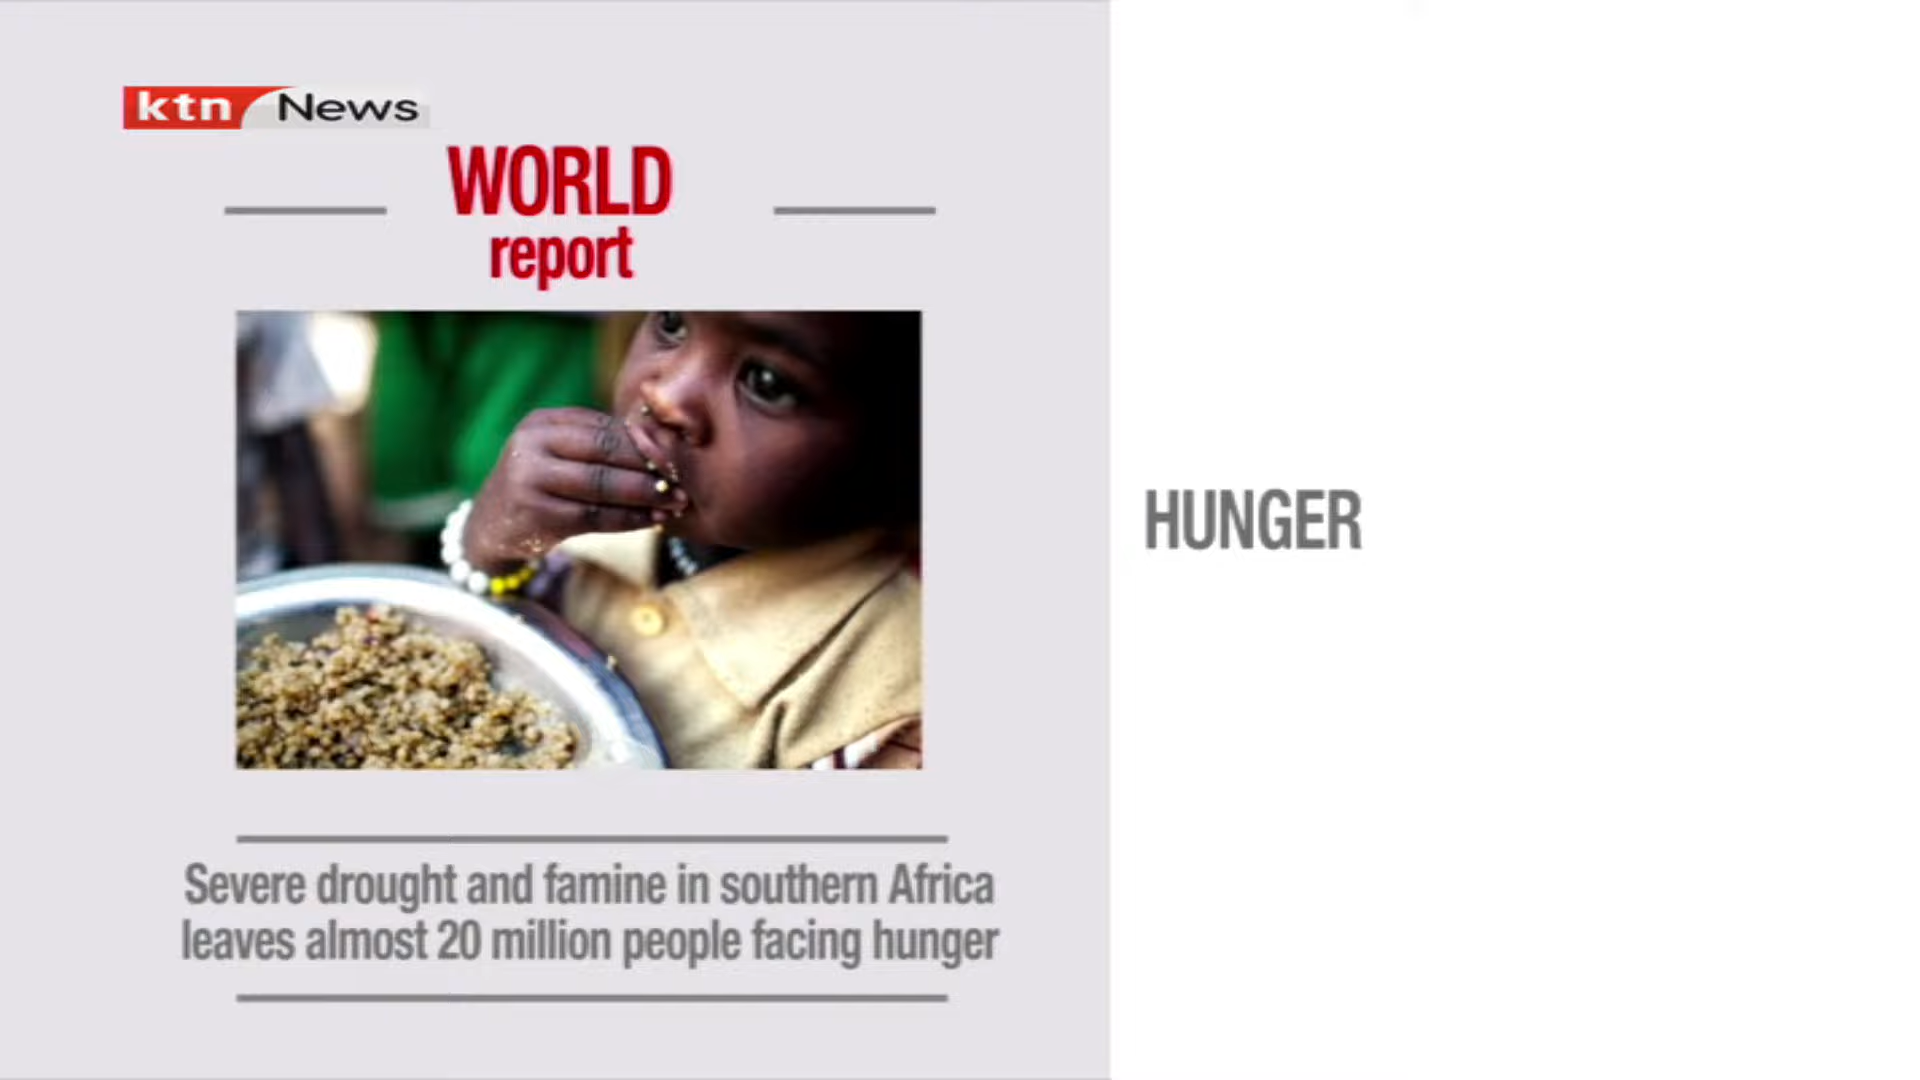 ktn News
WORLD
report
HUNGER
Severe drought and famine in southern Africa
leaves almost 20 million people facing hunger